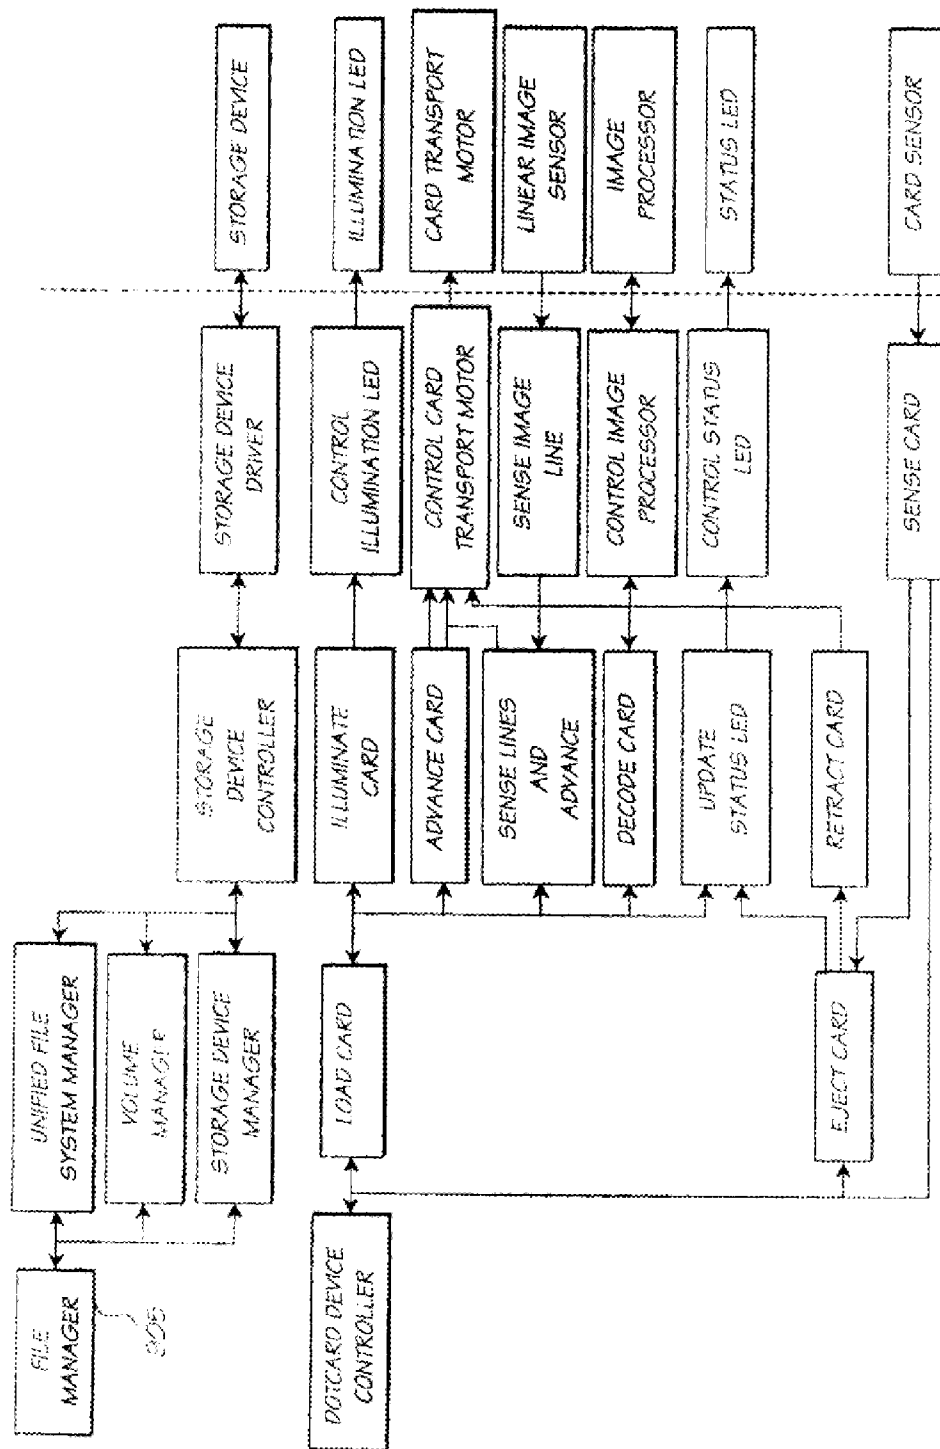 FILE
MANAGER
305
UNIFIED FILE
SYSTEM MANAGER
VOLUME
MANAGER
STORAGE DEVICE
MANAGER
STORAGE
DEVICE
CONTROLLER
STORAGE DEVICE
DRIVER
STORAGE DEVICE
DOTCARD DEVICE
CONTROLLER
LOAD CARD
ILLUMINATE
CARD
CONTROL
ILLUMINATION LED
ILLUMINATION LED
ADVANCE CARD
CONTROL CARD
TRANSPORT MOTOR
CARD TRANSPORT
MOTOR
SENSE LINES
AND
ADVANCE
SENSE IMAGE
LINE
LINEAR IMAGE
SENSOR
DECODE CARD
CONTROL IMAGE
PROCESSOR
IMAGE
PROCESSOR
UPDATE
STATUS LED
CONTROL STATUS
LED
STATUS LED
EJECT CARD
RETRACT CARD
SENSE CARD
CARD SENSOR